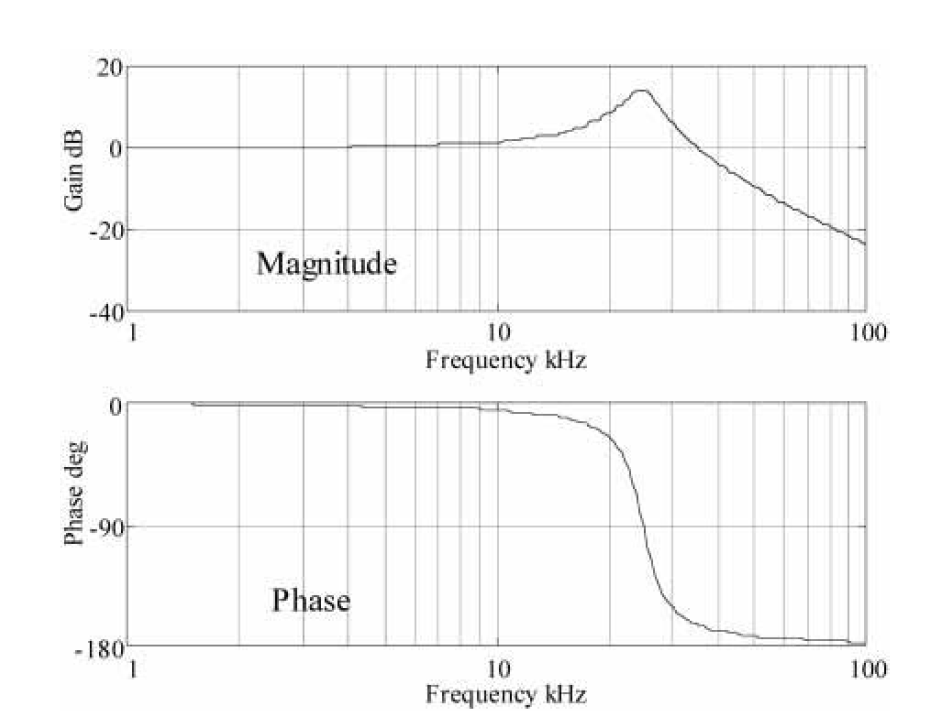 20
0
-20
-40
Gain dB
Magnitude
1 10 100
Frequency kHz
0
-90
-180
Phase deg
Phase
1 10 100
Frequency kHz